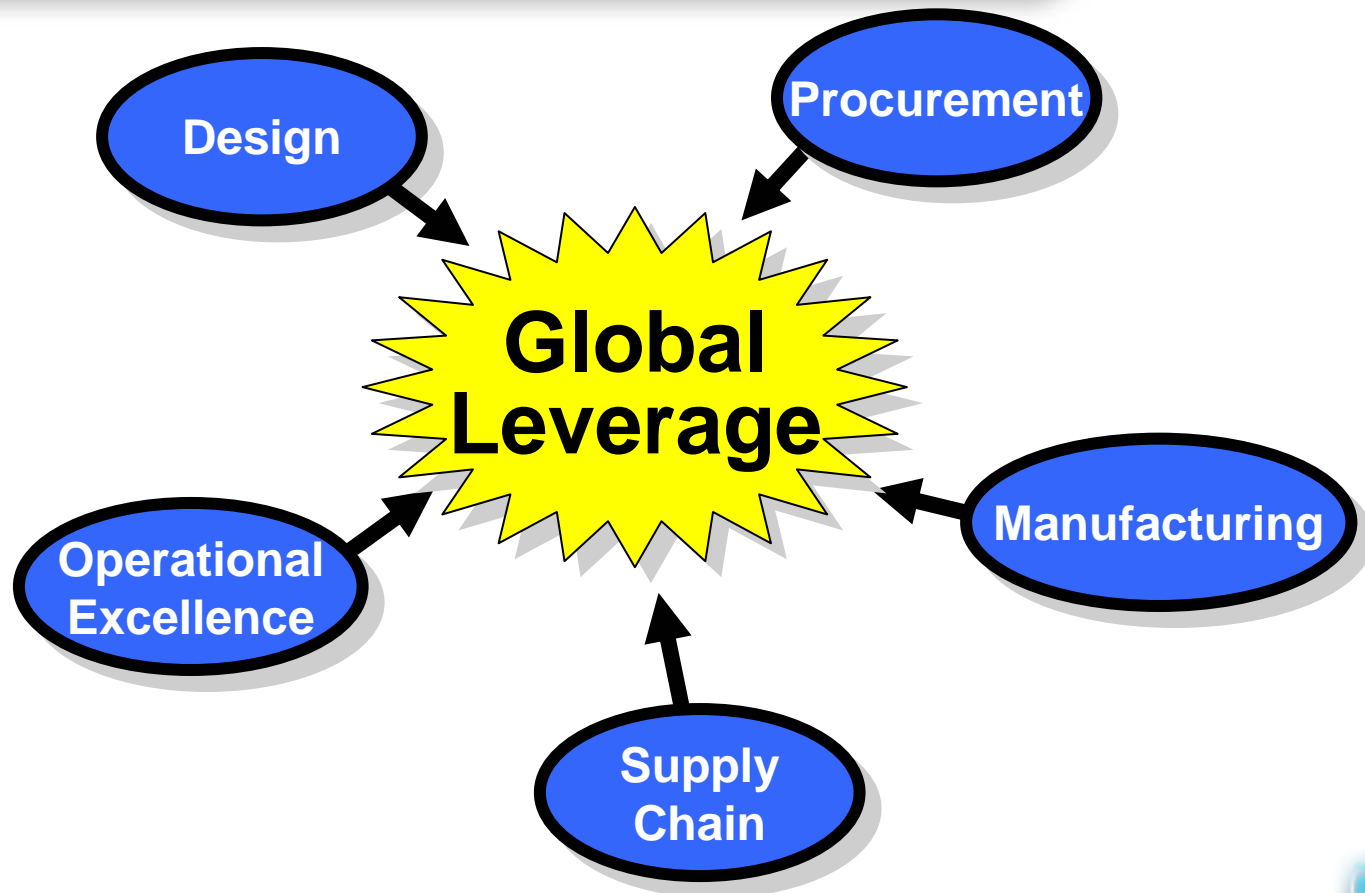 Design
Procurement
Global
Leverage
Manufacturing
Operational
Excellence
Supply
Chain